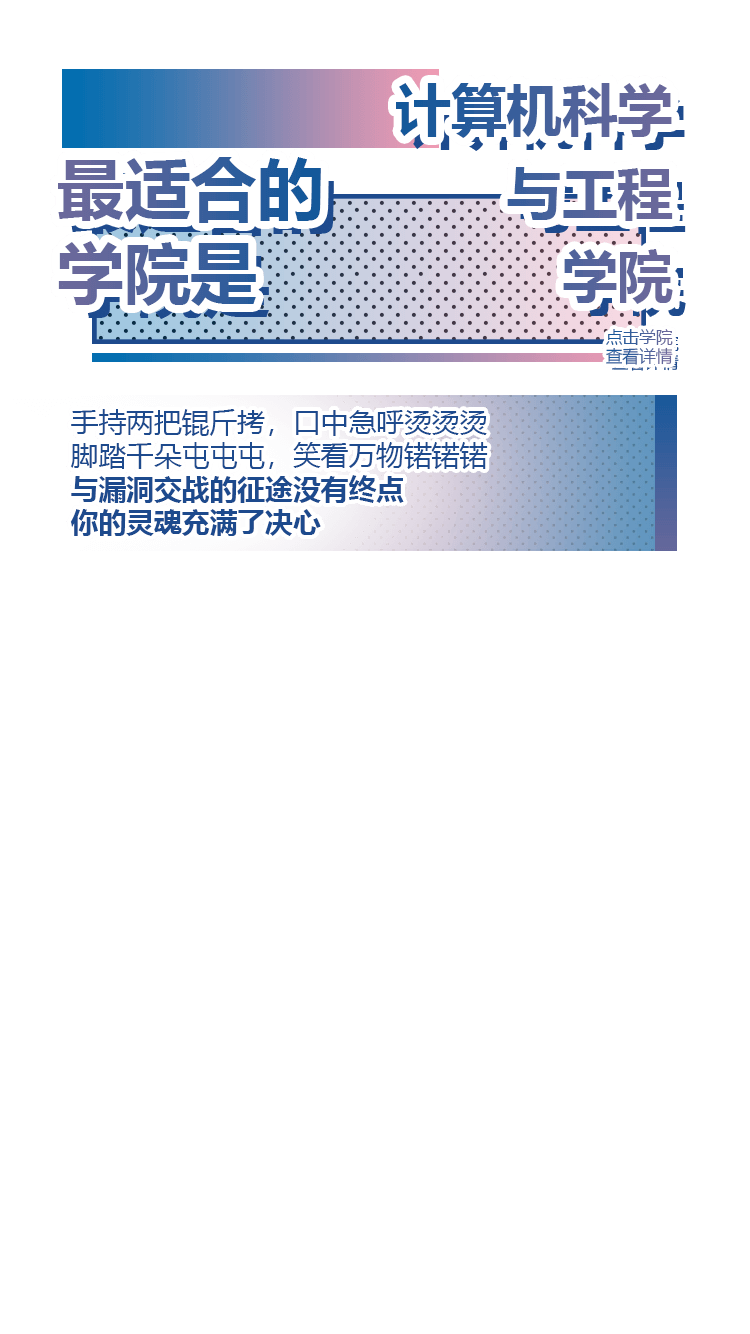 计算机科学
最适合的
与工程
学院是
学院
点击学院
查看详情
手持两把锟斤拷，口中急呼烫烫烫
脚踏千朵屯屯屯，笑看万物锘锘锘
与漏洞交战的征途没有终点
你的灵魂充满了决心